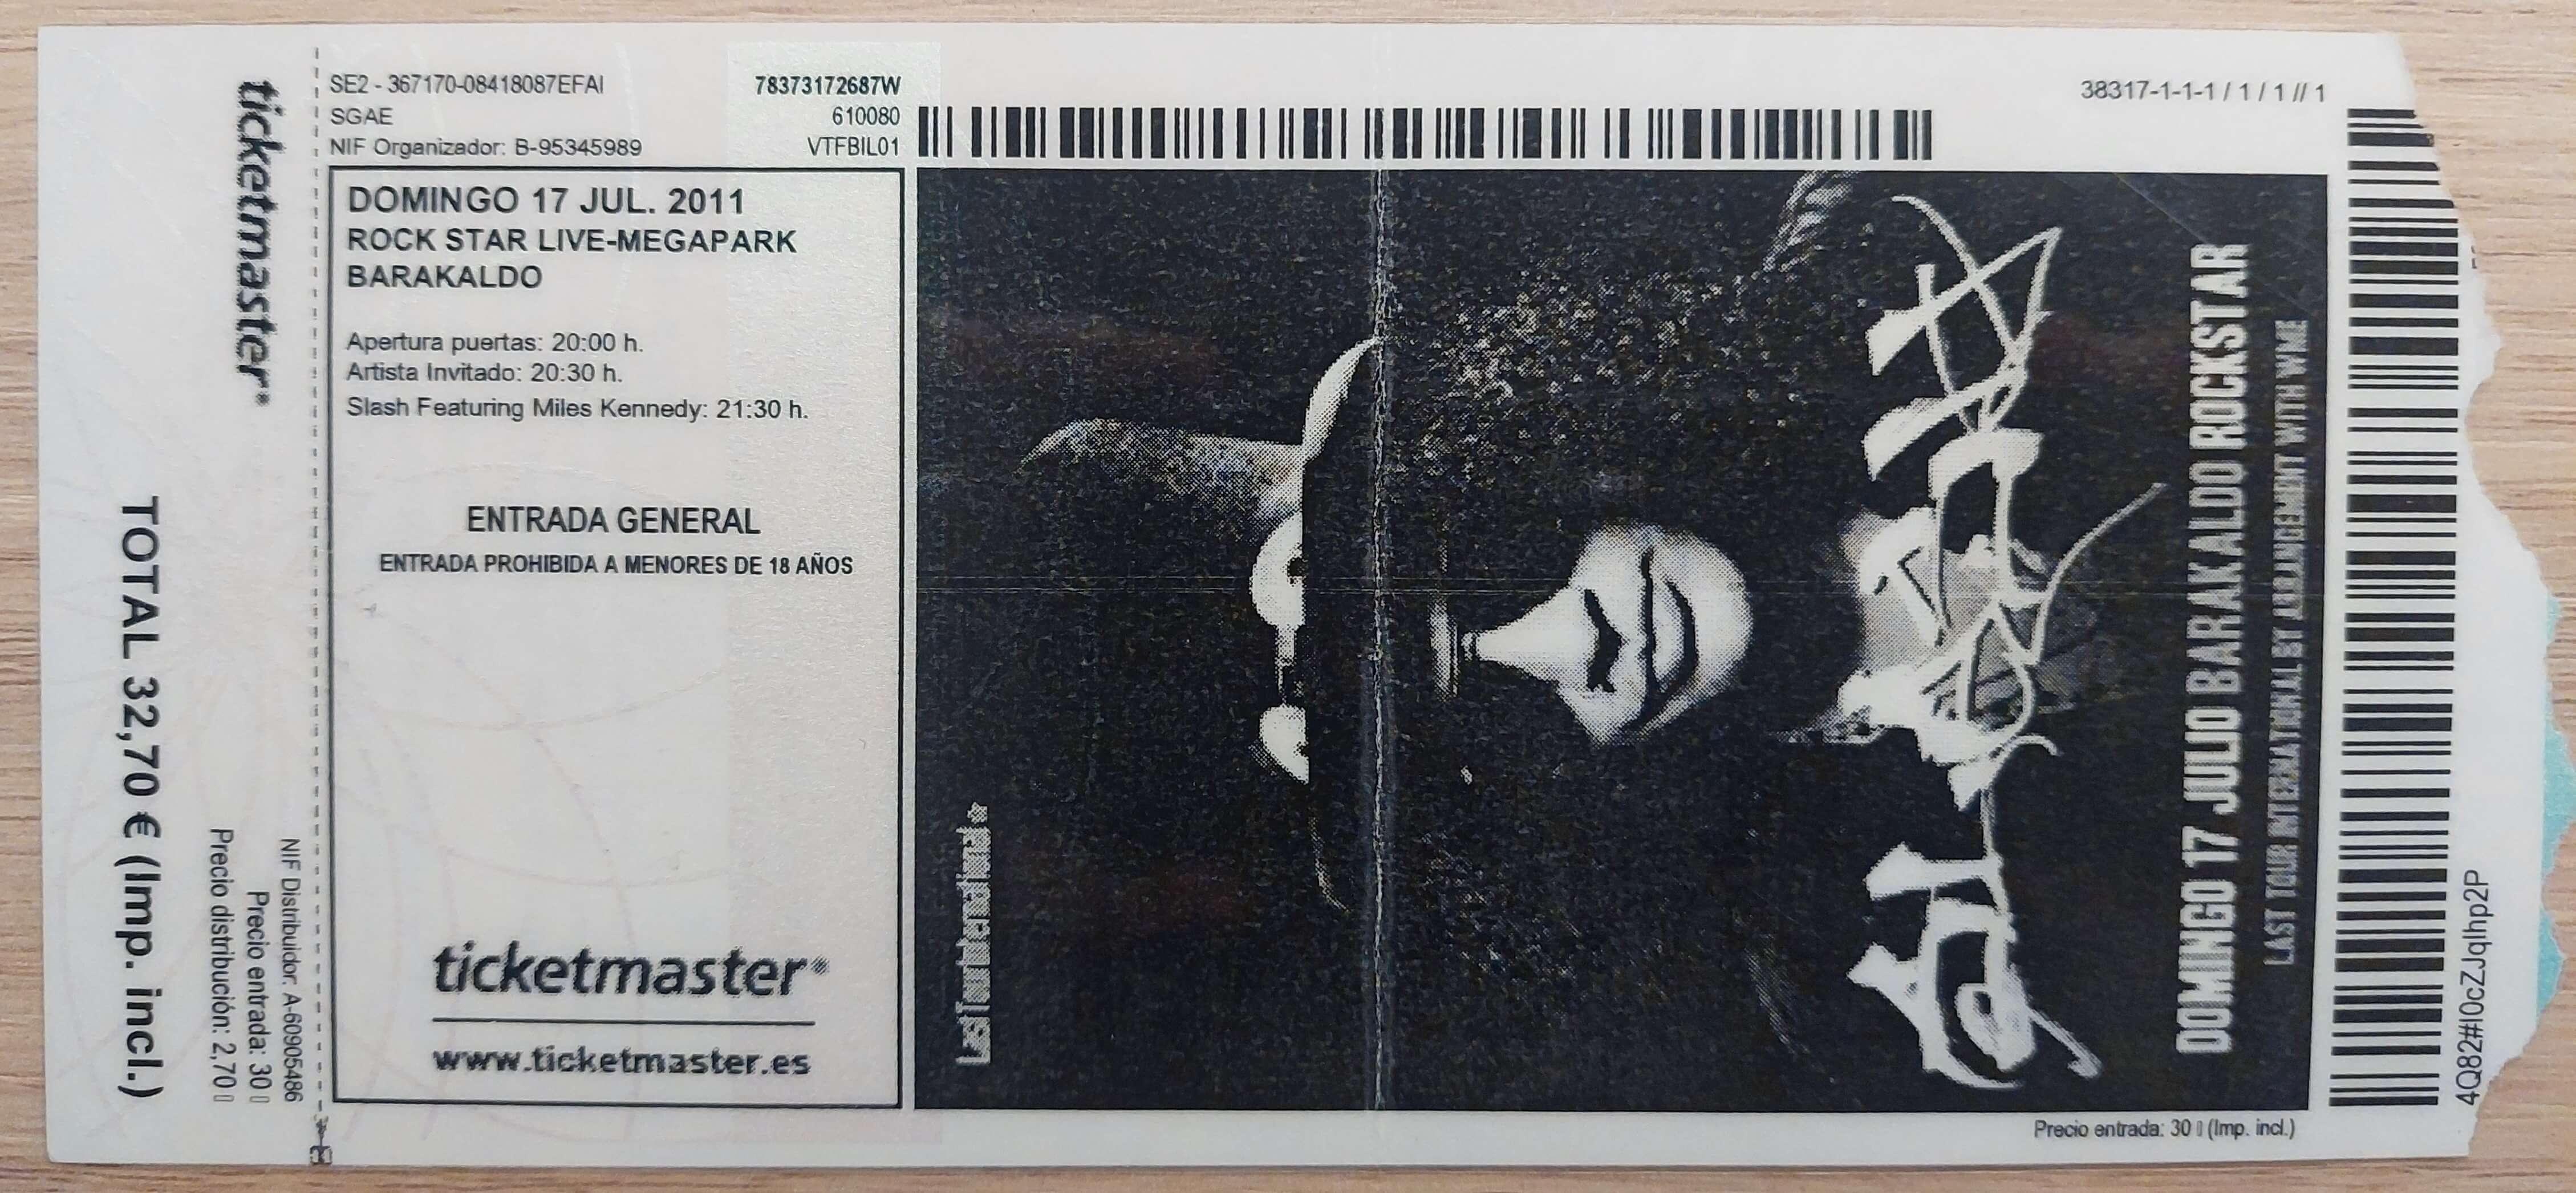 ticketmaster®
TOTAL 32,70 € (Imp. incl.)
NIF Distribuidor: A-60905486
Precio entrada: 30 ▯
Precio distribución: 2,70 ▯
SE2 - 367170-08418087EFAI
SGAE
NIF Organizador: B-95345989
78373172687W
610080
VTFBIL01
DOMINGO 17 JUL. 2011
ROCK STAR LIVE-MEGAPARK
BARAKALDO
Apertura puertas: 20:00 h.
Artista Invitado: 20:30 h.
Slash Featuring Miles Kennedy: 21:30 h.
ENTRADA GENERAL
ENTRADA PROHIBIDA A MENORES DE 18 AÑOS
ticketmaster®
www.ticketmaster.es
38317-1-1-1 / 1 / 1 // 1
Last tour international
SLASH
DOMINGO 17 JULIO BARAKALDO ROCKSTAR
LAST TOUR INTERNATIONAL BY ARRANGEMENT WITH WME
4Q82#I0cZJqIhp2P
Precio entrada: 30 ▯ (Imp. incl.)